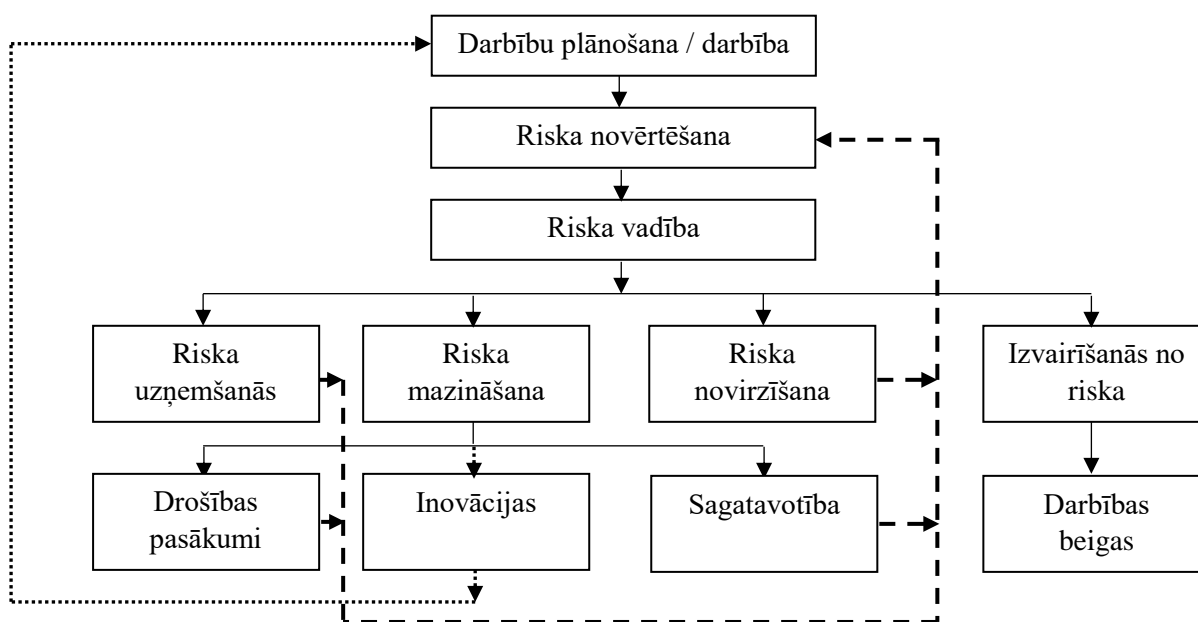 Darbību plānošana / darbība
Riska novērtēšana
Riska vadība
Riska
uzņemšanās
Riska
mazināšana
Riska
novirzīšana
Izvairīšanās no
riska
Drošības
pasākumi
Inovācijas
Sagatavotība
Darbības
beigas